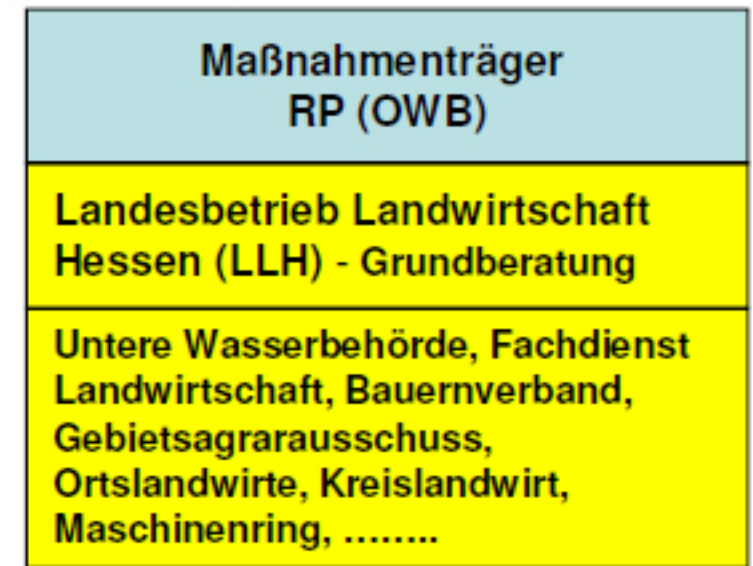 Maßnahmenträger
RP (OWB)
Landesbetrieb Landwirtschaft
Hessen (LLH) - Grundberatung
Untere Wasserbehörde, Fachdienst
Landwirtschaft, Bauernverband,
Gebietsagrarausschuss,
Ortslandwirte, Kreislandwirt,
Maschinenring, ........